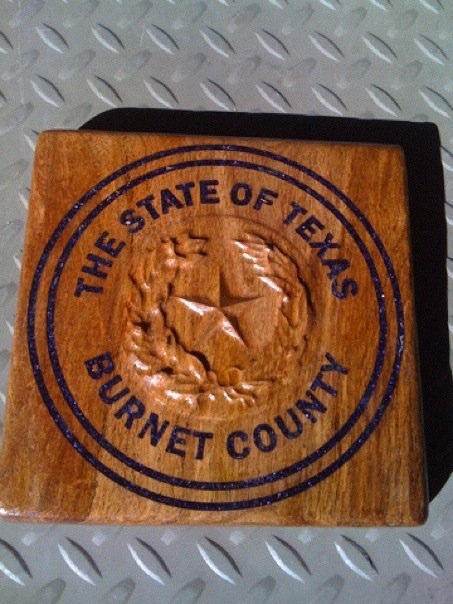 THE STATE OF TEXAS
BURNET COUNTY